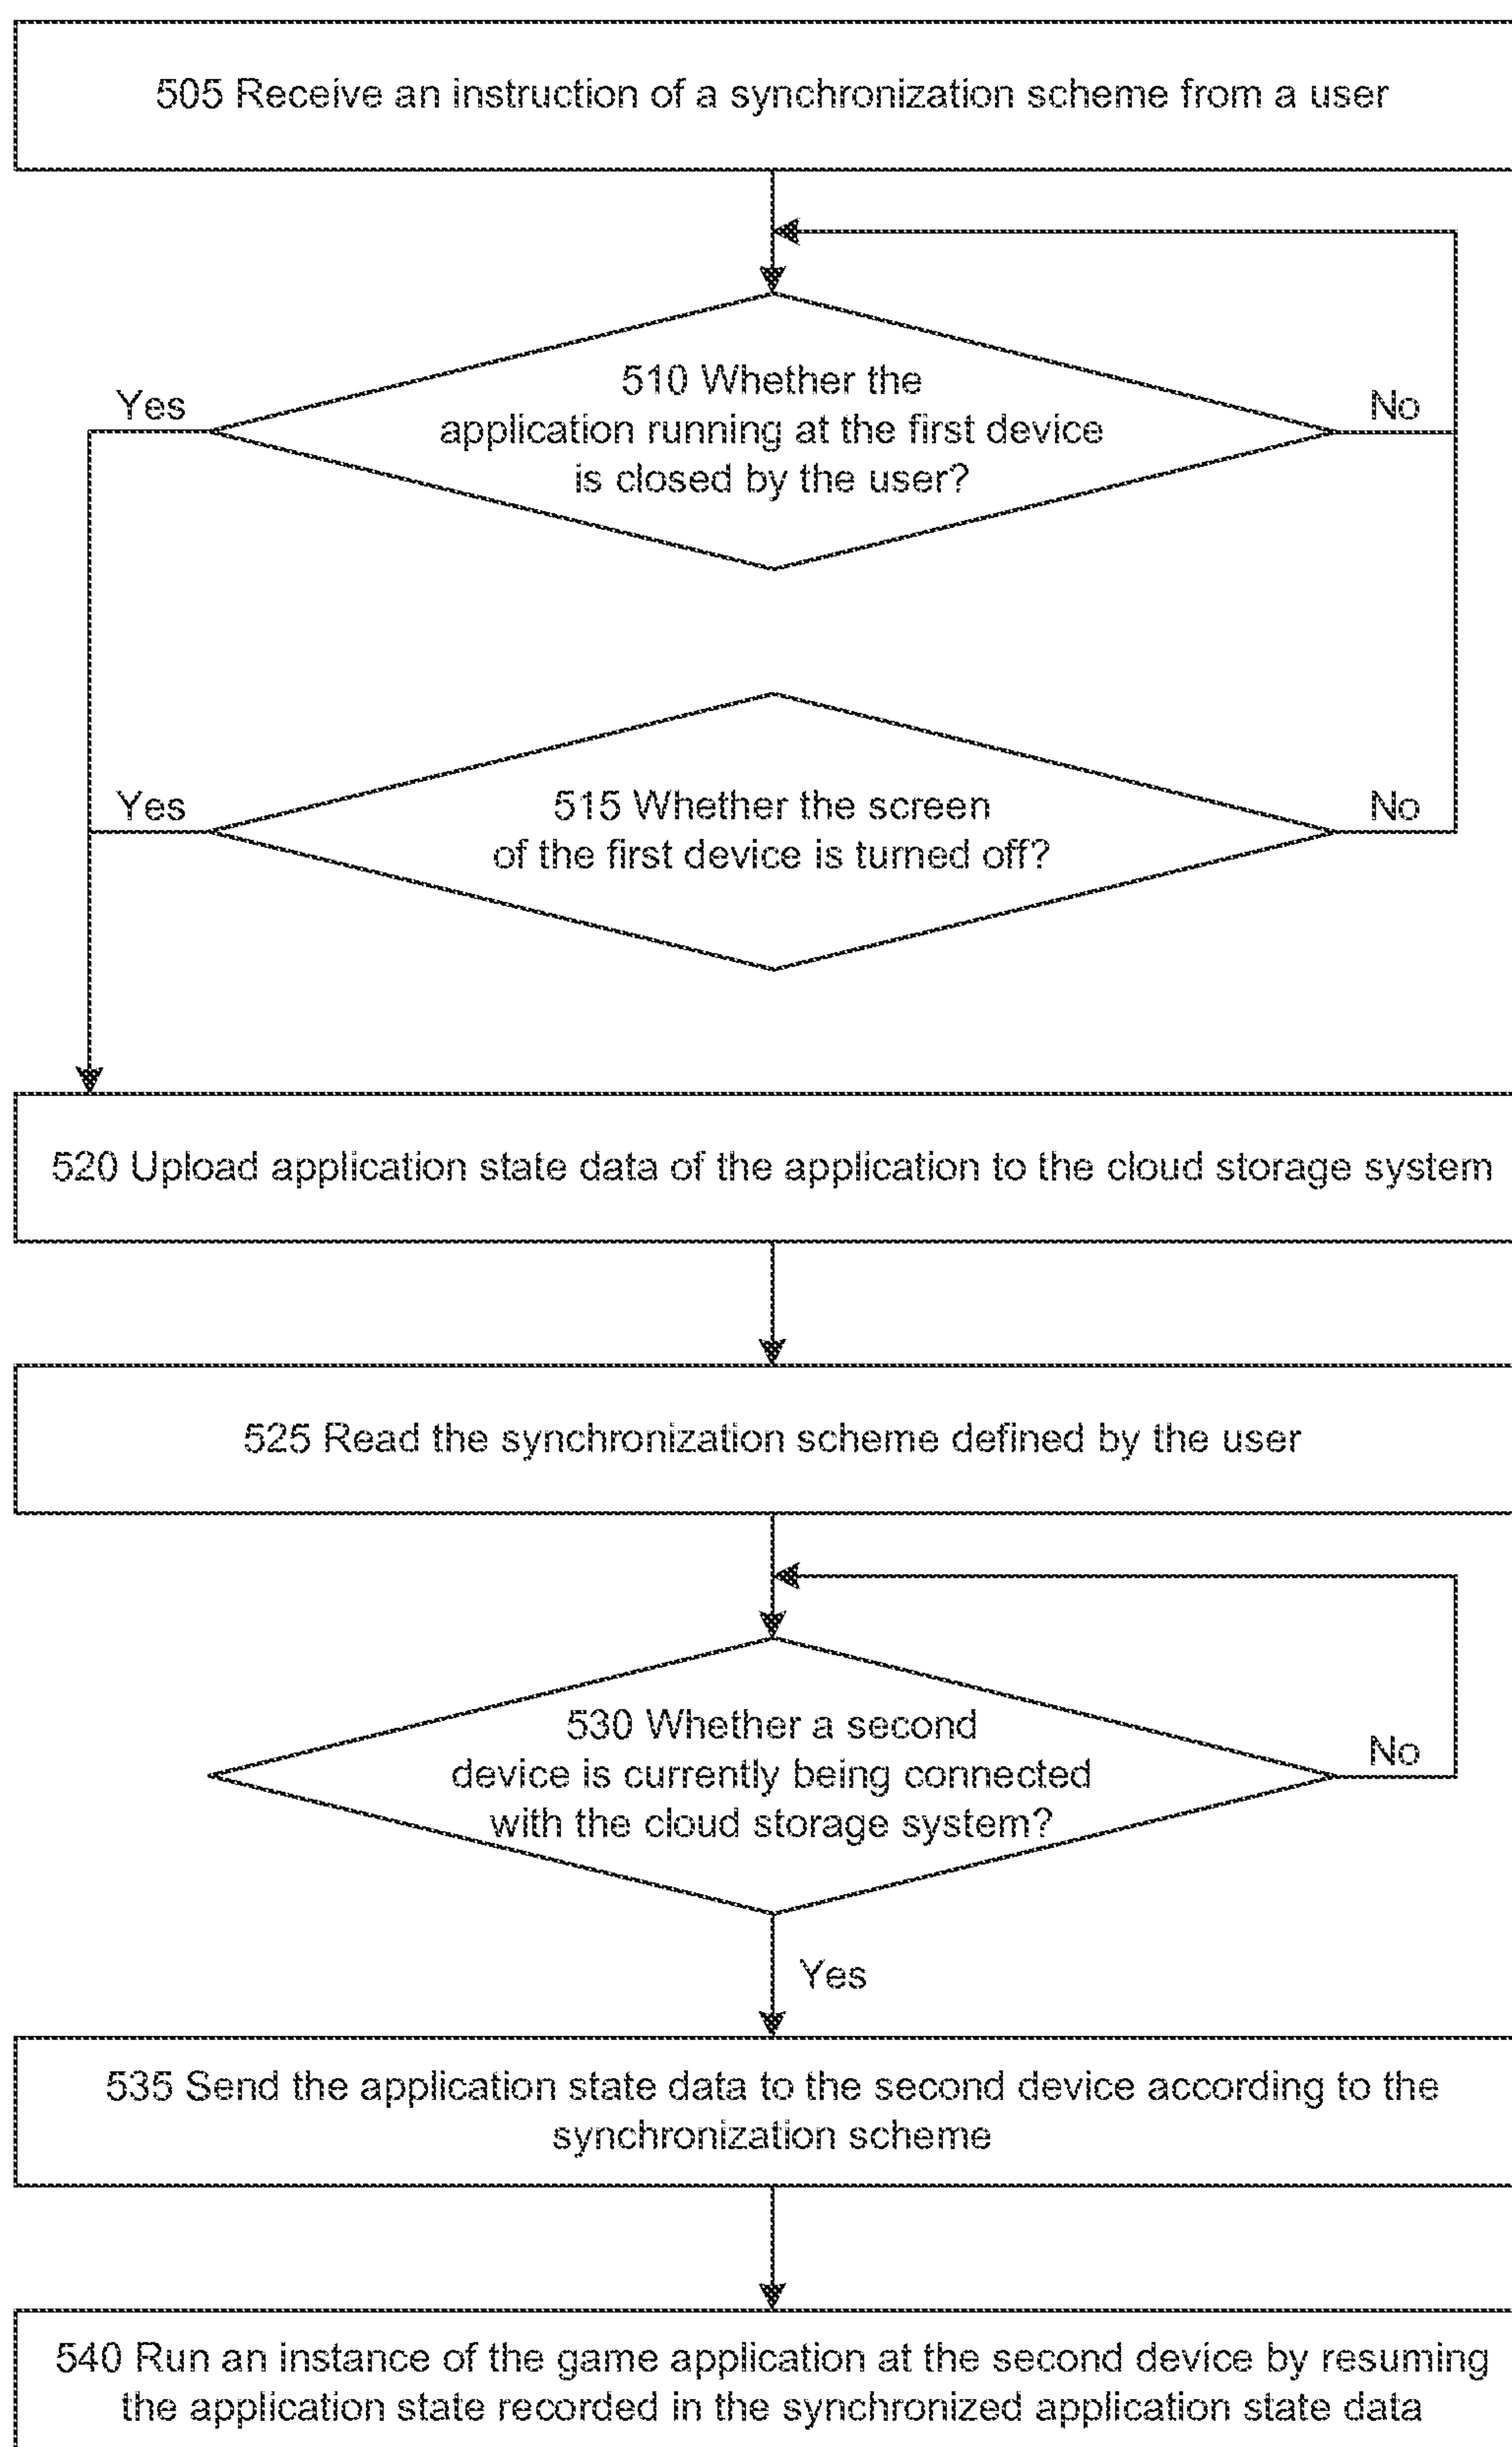 505 Receive an instruction of a synchronization scheme from a user
510 Whether the
application running at the first device
is closed by the user?
Yes
No
515 Whether the screen
of the first device is turned off?
Yes
No
520 Upload application state data of the application to the cloud storage system
525 Read the synchronization scheme defined by the user
530 Whether a second
device is currently being connected
with the cloud storage system?
No
Yes
535 Send the application state data to the second device according to the
synchronization scheme
540 Run an instance of the game application at the second device by resuming
the application state recorded in the synchronized application state data